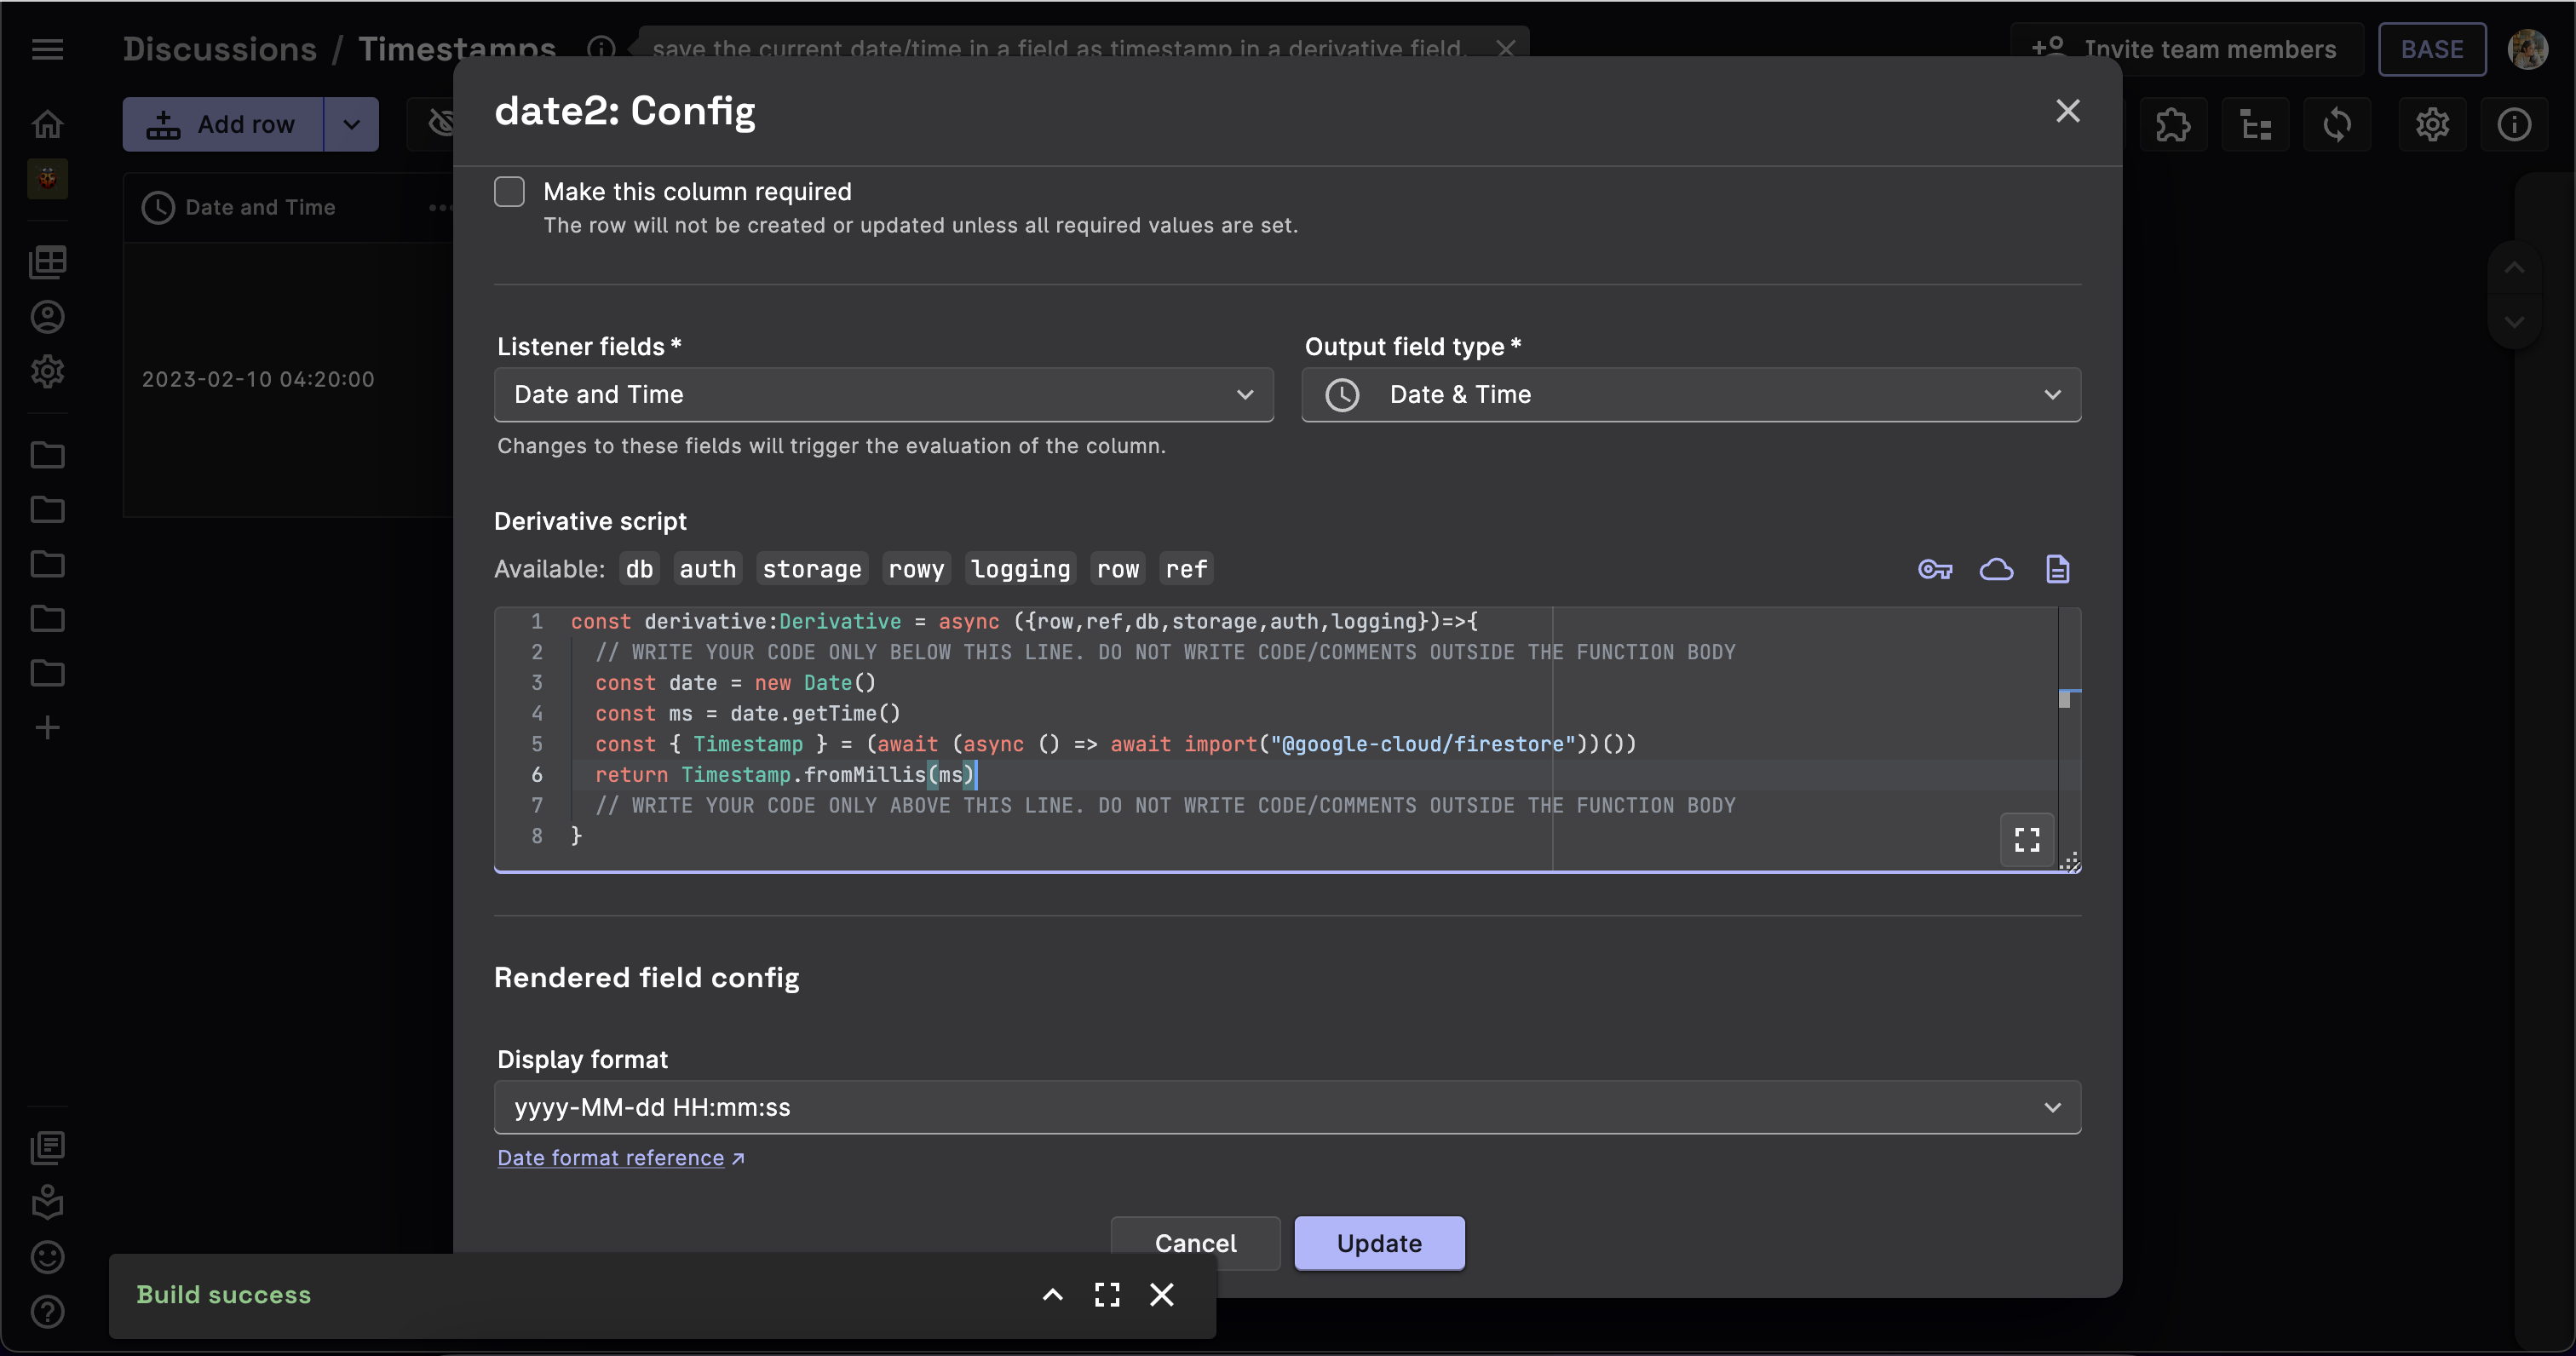 Discussions / Timestamps
save the current date/time in a field as timestamp in a derivative field.
Invite team members
BASE
Add row
Date and Time
2023-02-10 04:20:00
date2: Config
Make this column required
The row will not be created or updated unless all required values are set.
Listener fields *
Output field type *
Date and Time
Date & Time
Changes to these fields will trigger the evaluation of the column.
Derivative script
Available: db auth storage rowy logging row ref
1 const derivative:Derivative = async ({row,ref,db,storage,auth,logging})=>{
2 // WRITE YOUR CODE ONLY BELOW THIS LINE. DO NOT WRITE CODE/COMMENTS OUTSIDE THE FUNCTION BODY
3 const date = new Date()
4 const ms = date.getTime()
5 const { Timestamp } = (await (async () => await import("@google-cloud/firestore"))())
6 return Timestamp.fromMillis(ms)
7 // WRITE YOUR CODE ONLY ABOVE THIS LINE. DO NOT WRITE CODE/COMMENTS OUTSIDE THE FUNCTION BODY
8 }
Rendered field config
Display format
yyyy-MM-dd HH:mm:ss
Date format reference ↗
Cancel
Update
Build success